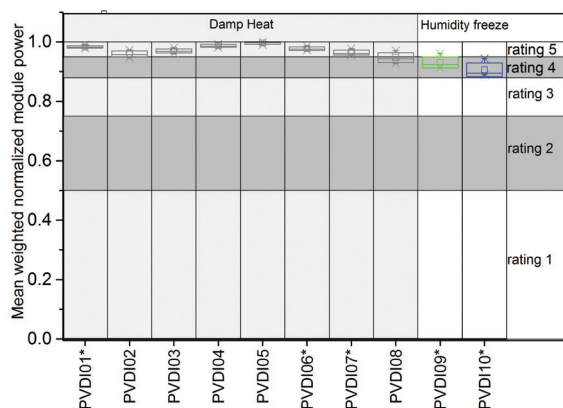 Damp Heat
Humidity freeze
Mean weighted normalized module power
1.0
0.8
0.6
0.4
0.2
0.0
rating 5
rating 4
rating 3
rating 2
rating 1
PVDI01*
PVDI02
PVDI03
PVDI04
PVDI05
PVDI06*
PVDI07*
PVDI08
PVDI09*
PVDI10*